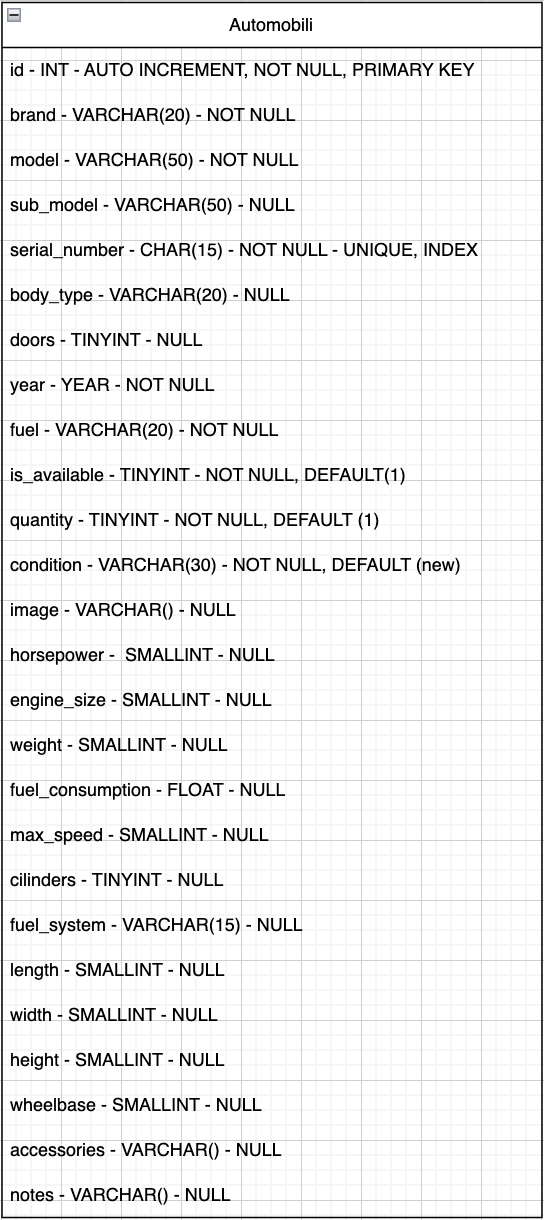 Automobili
id - INT - AUTO INCREMENT, NOT NULL, PRIMARY KEY
brand - VARCHAR(20) - NOT NULL
model - VARCHAR(50) - NOT NULL
sub_model - VARCHAR(50) - NULL
serial_number - CHAR(15) - NOT NULL - UNIQUE, INDEX
body_type - VARCHAR(20) - NULL
doors - TINYINT - NULL
year - YEAR - NOT NULL
fuel - VARCHAR(20) - NOT NULL
is_available - TINYINT - NOT NULL, DEFAULT(1)
quantity - TINYINT - NOT NULL, DEFAULT (1)
condition - VARCHAR(30) - NOT NULL, DEFAULT (new)
image - VARCHAR() - NULL
horsepower -  SMALLINT - NULL
engine_size - SMALLINT - NULL
weight - SMALLINT - NULL
fuel_consumption - FLOAT - NULL
max_speed - SMALLINT - NULL
cilinders - TINYINT - NULL
fuel_system - VARCHAR(15) - NULL
length - SMALLINT - NULL
width - SMALLINT - NULL
height - SMALLINT - NULL
wheelbase - SMALLINT - NULL
accessories - VARCHAR() - NULL
notes - VARCHAR() - NULL